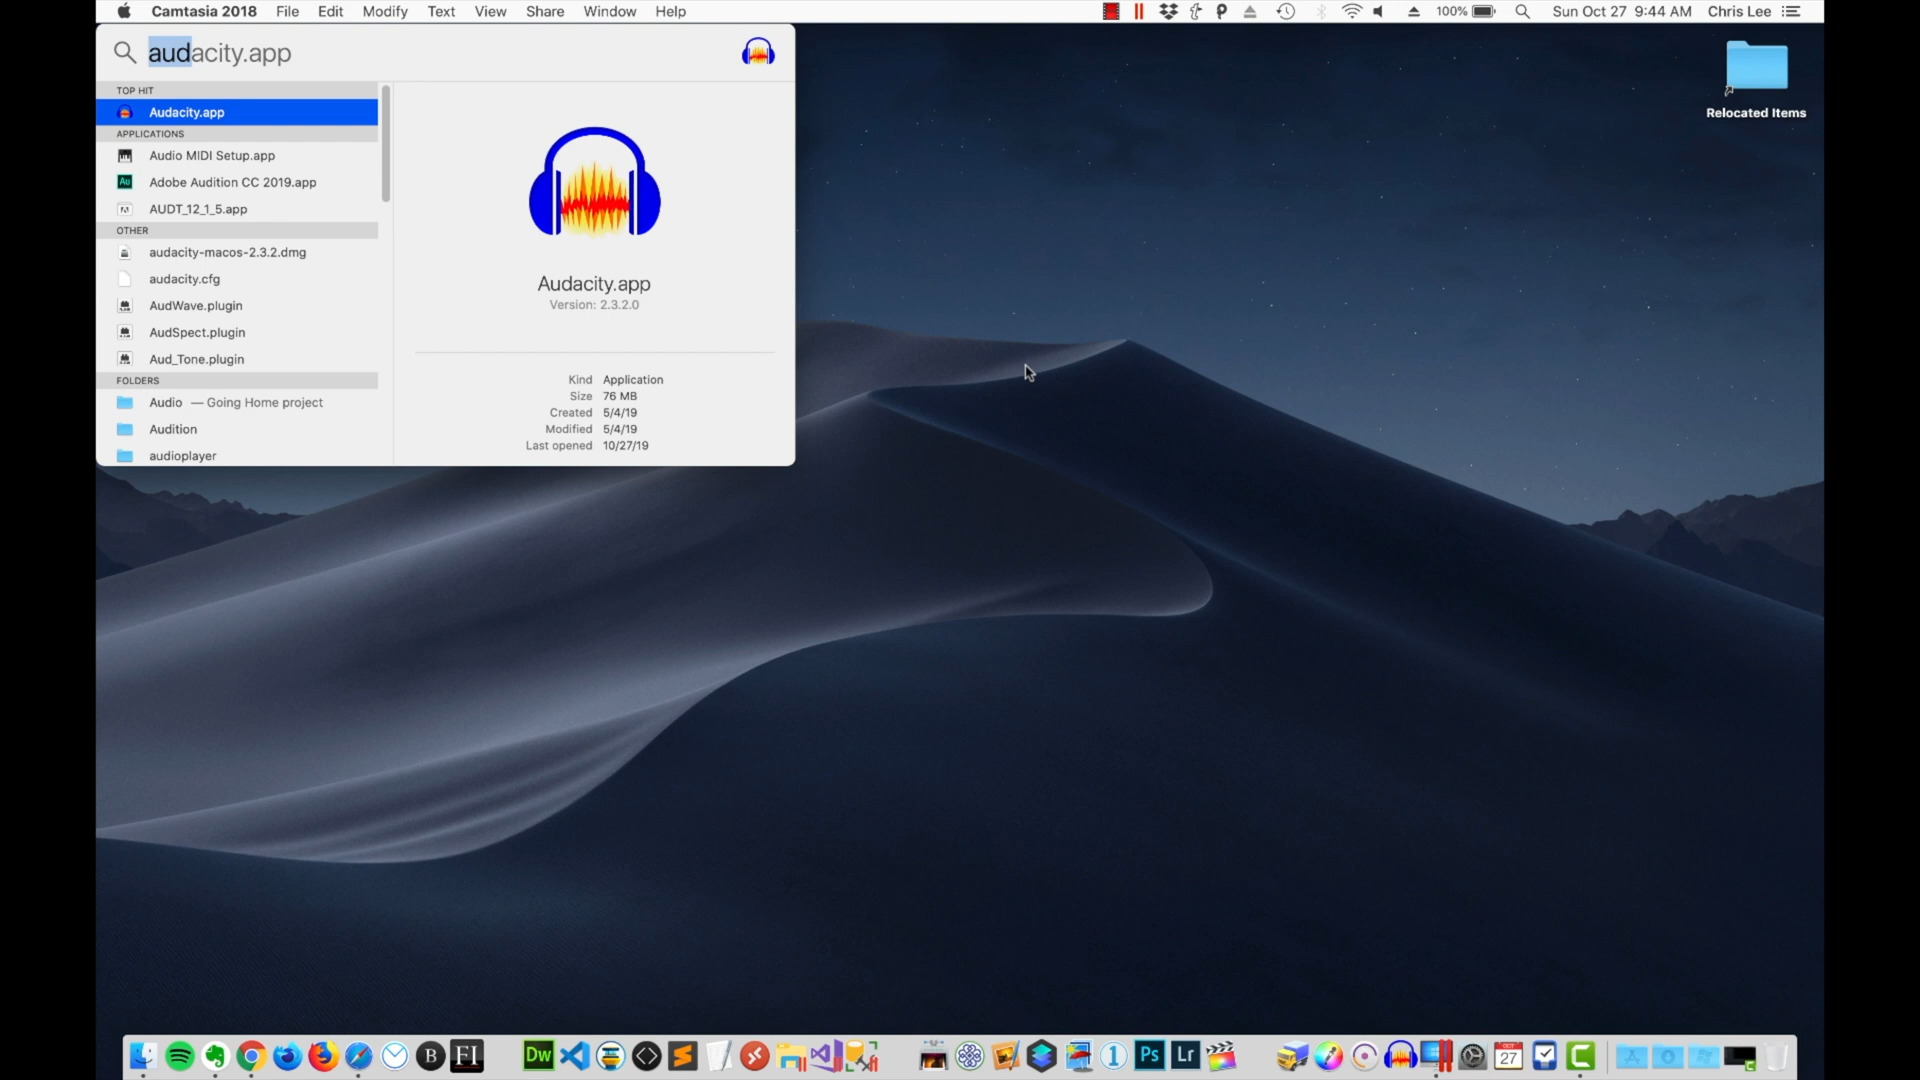 Camtasia 2018 File Edit Modify Text View Share Window Help 100% Sun Oct 27 9:44 AM Chris Lee
audacity.app
TOP HIT
Audacity.app
APPLICATIONS
Audio MIDI Setup.app
Au Adobe Audition CC 2019.app
AUDT_12_1_5.app
OTHER
audacity-macos-2.3.2.dmg
audacity.cfg
AudWave.plugin
AudSpect.plugin
Aud_Tone.plugin
FOLDERS
Audio — Going Home project
Audition
audioplayer
Audacity.app
Version: 2.3.2.0
Kind Application
Size 76 MB
Created 5/4/19
Modified 5/4/19
Last opened 10/27/19
Relocated Items
B FI Dw 1 Ps Lr OCT 27